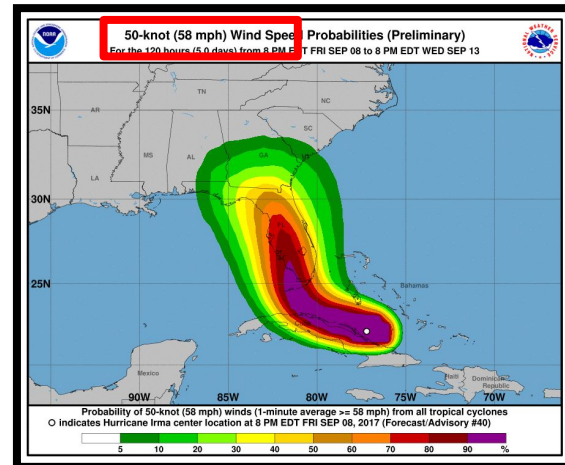 50-knot (58 mph) Wind Speed Probabilities (Preliminary)
For the 120 hours (5.0 days) from 8 PM EDT FRI SEP 08 to 8 PM EDT WED SEP 13
NOAA
TN
NC
35N
AR
SC
MS
AL
GA
LA
30N
25N
Bahamas
Mexico
Haiti
Dominican
Republic
90W
85W
80W
75W
70W
Probability of 50-knot (58 mph) winds (1-minute average >= 58 mph) from all tropical cyclones
O indicates Hurricane Irma center location at 8 PM EDT FRI SEP 08, 2017 (Forecast/Advisory #40)
5 10 20 30 40 50 60 70 80 90 %